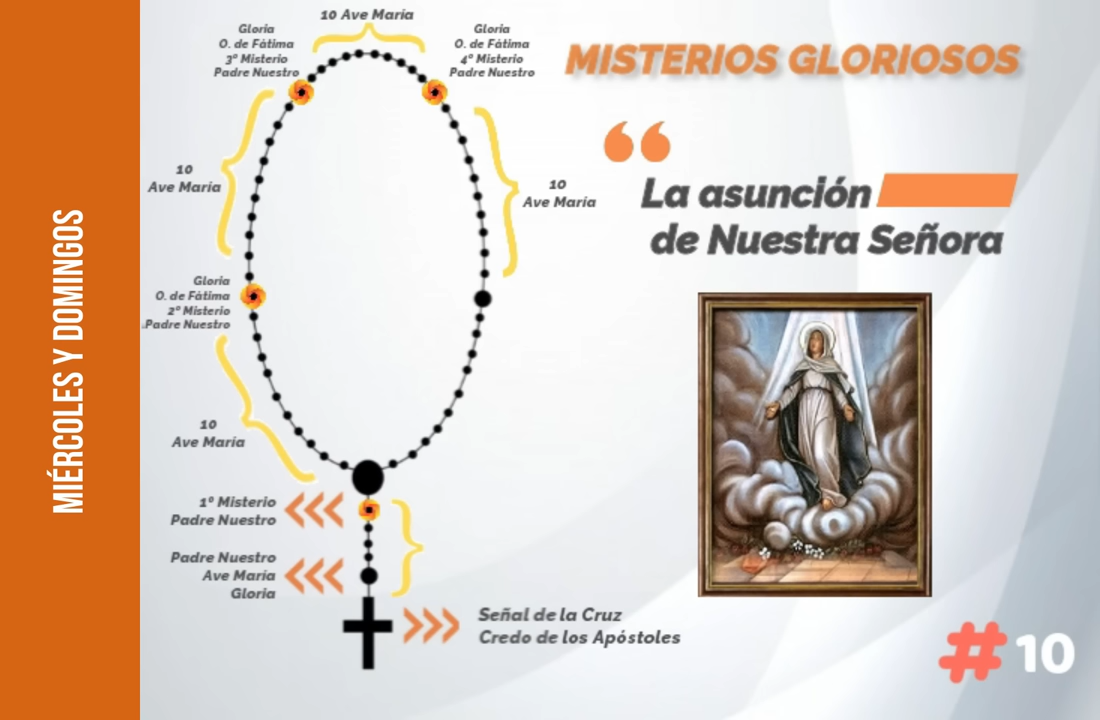 MIÉRCOLES Y DOMINGOS
10 Ave María
Gloria
O. de Fátima
3º Misterio
Padre Nuestro
Gloria
O. de Fátima
4º Misterio
Padre Nuestro
10
Ave María
10
Ave María
Gloria
O. de Fátima
2º Misterio
.Padre Nuestro
10
Ave María
1º Misterio
Padre Nuestro
Padre Nuestro
Ave María
Gloria
Señal de la Cruz
Credo de los Apóstoles
MISTERIOS GLORIOSOS
“
La asunción
de Nuestra Señora
#10